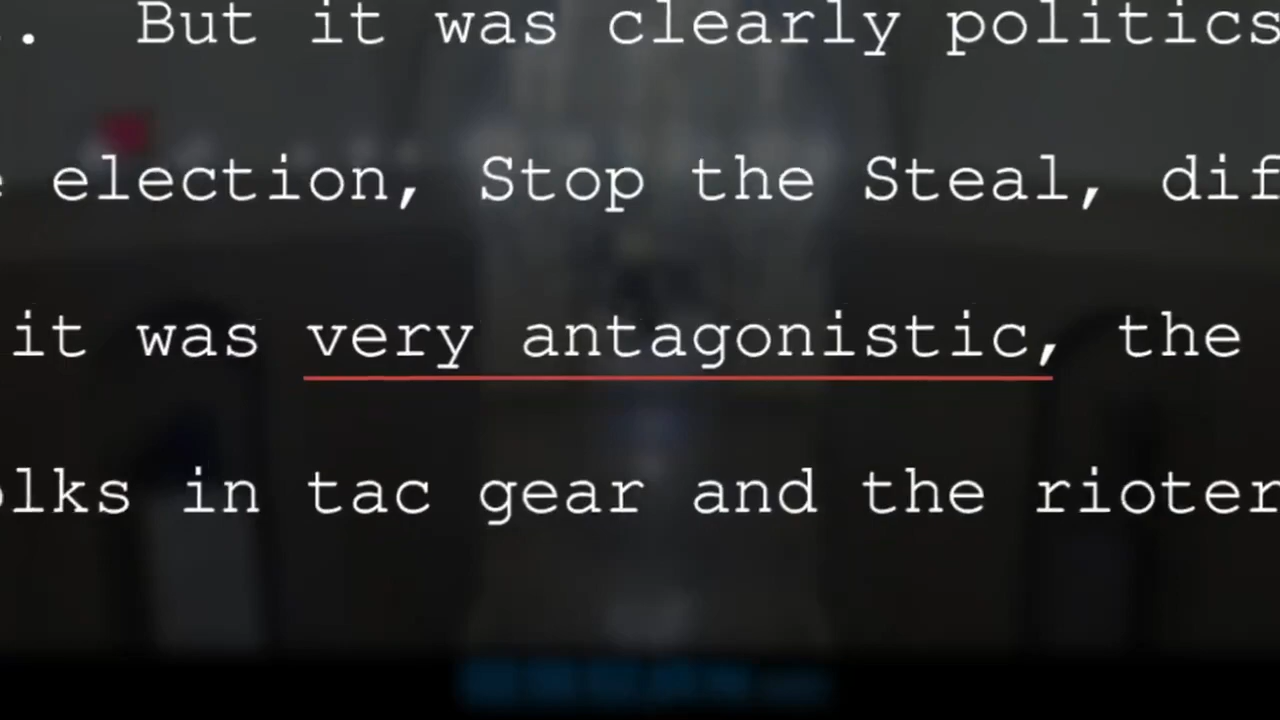 . But it was clearly politics
election, Stop the Steal, dif
it was very antagonistic, the
lks in tac gear and the rioter